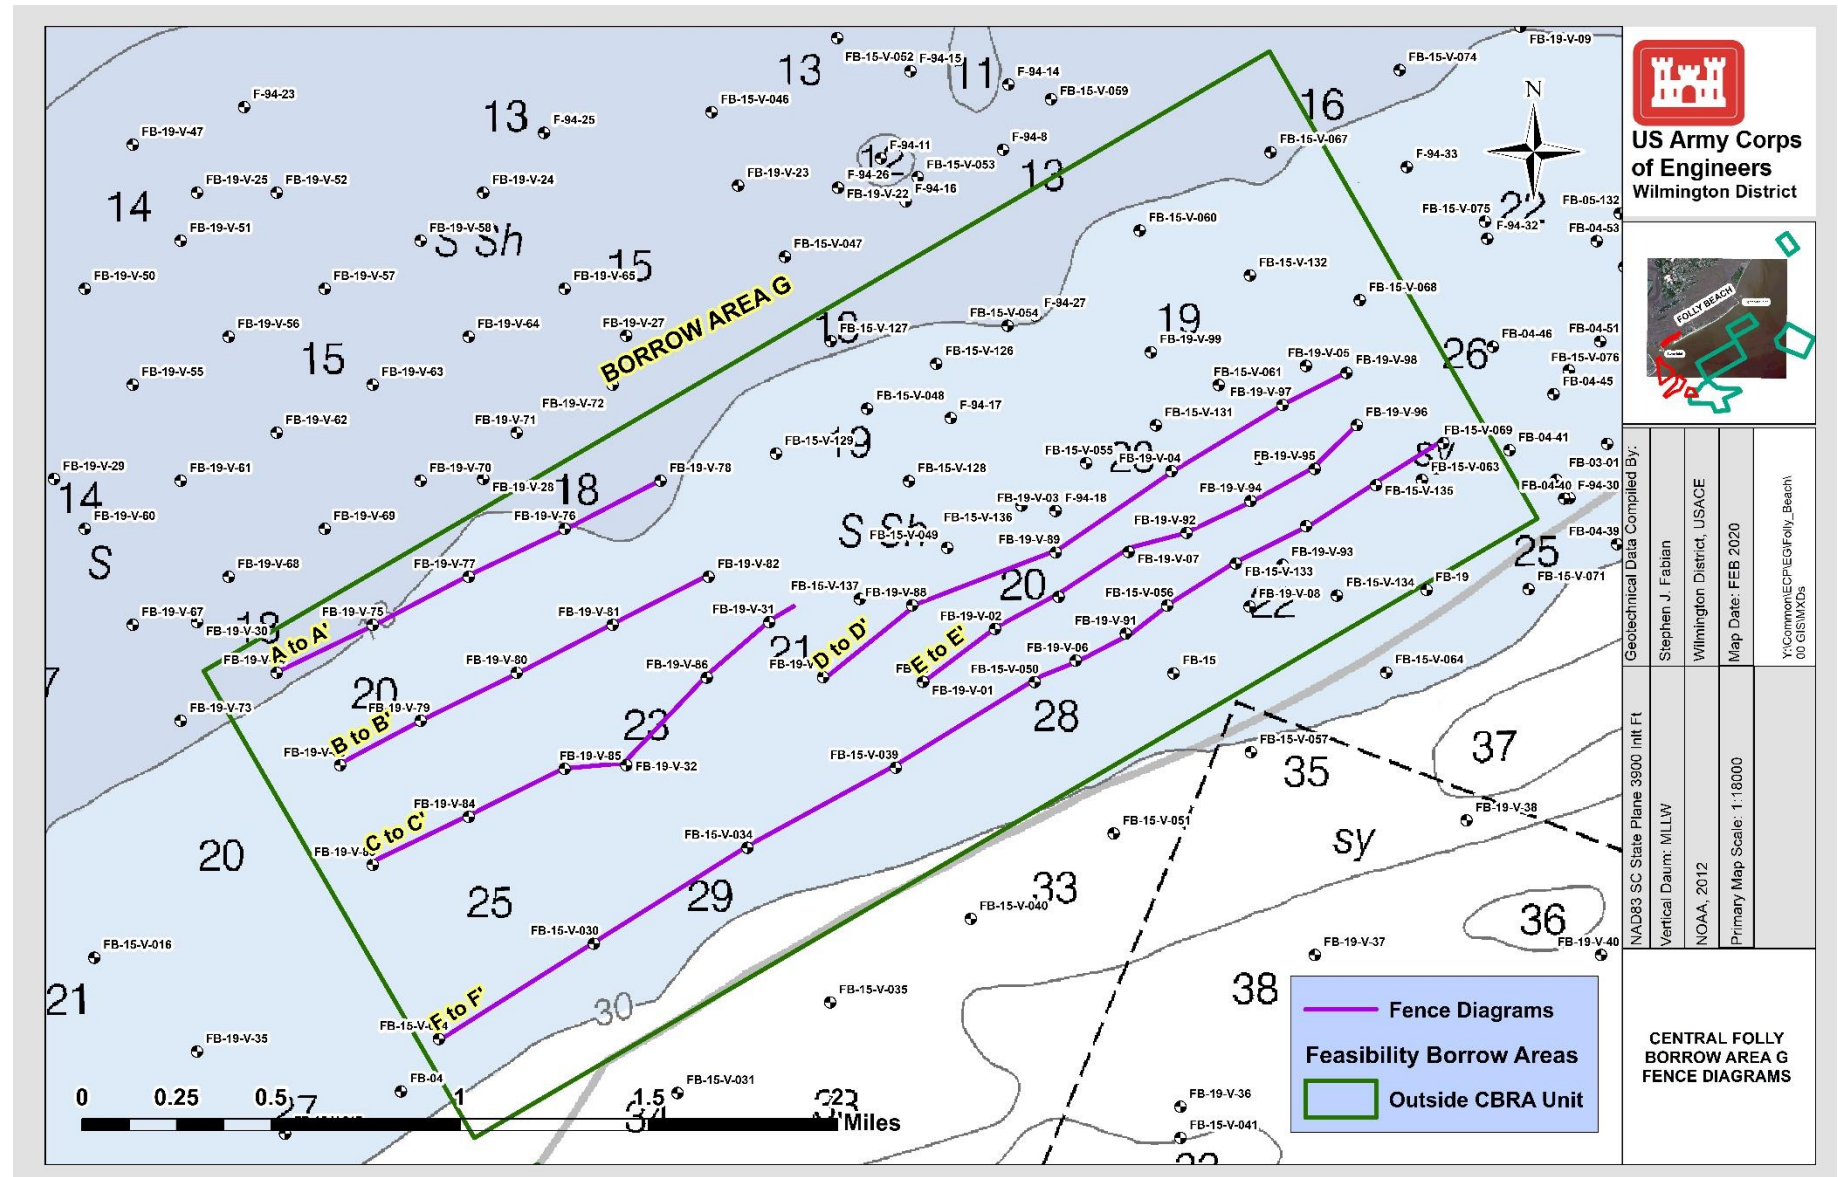 FB-19-V-09
FB-15-V-052
F-94-15
13
11
F-94-14
FB-15-V-074
FB-15-V-059
F-94-23
FB-15-V-046
16
N
13
F-94-25
FB-19-V-47
F-94-11
12
F-94-8
FB-15-V-067
F-94-33
FB-15-V-053
13
F-94-26
F-94-16
FB-19-V-22
FB-19-V-23
FB-19-V-25
FB-19-V-52
FB-19-V-24
14
22
FB-05-132
FB-15-V-075
F-94-32
FB-04-53
FB-15-V-060
FB-19-V-51
FB-19-V-58
S Sh
FB-15-V-047
15
FB-19-V-50
FB-19-V-57
FB-19-V-65
FB-15-V-132
FB-15-V-068
BORROW AREA G
F-94-27
FB-15-V-054
19
FB-19-V-56
FB-19-V-64
FB-19-V-27
FB-15-V-127
FB-19-V-99
FB-04-46
FB-04-51
26
15
FB-15-V-126
FB-19-V-05
FB-19-V-98
FB-15-V-076
FB-19-V-55
FB-19-V-63
FB-15-V-061
FB-04-45
FB-19-V-72
FB-15-V-048
F-94-17
FB-19-V-97
FB-19-V-62
FB-19-V-71
FB-15-V-131
FB-19-V-96
FB-15-V-129
19
FB-15-V-069
FB-04-41
FB-15-V-055
FB-19-V-95
FB-19-V-29
FB-19-V-61
FB-19-V-70
FB-19-V-78
FB-15-V-128
FB-19-V-04
FB-15-V-063
FB-03-01
14
FB-19-V-28
18
FB-19-V-03
F-94-18
FB-19-V-94
FB-15-V-135
FB-04-40
F-94-30
FB-19-V-60
FB-19-V-69
FB-19-V-76
FB-15-V-136
S Sh
FB-15-V-049
FB-19-V-89
FB-19-V-92
FB-04-39
25
S
FB-19-V-68
FB-19-V-77
FB-19-V-82
FB-19-V-07
FB-19-V-93
FB-15-V-133
FB-15-V-137
FB-19-V-88
20
FB-15-V-056
FB-19-V-08
22
FB-15-V-134
FB-19
FB-15-V-071
FB-19-V-67
FB-19-V-30
FB-19-V-75
FB-19-V-81
FB-19-V-31
FB-19-V-02
FB-19-V-91
A to A'
21
D to D'
E to E'
FB-19-V-80
FB-19-V-86
FB-15-V-050
FB-19-V-06
FB-15
FB-15-V-064
FB-19-V-01
20
FB-19-V-73
FB-19-V-79
B to B'
23
28
FB-19-V-85
FB-19-V-32
FB-15-V-039
FB-15-V-057
35
37
FB-19-V-84
C to C'
FB-15-V-034
FB-15-V-051
FB-19-V-38
sy
20
25
29
33
FB-15-V-040
36
FB-15-V-030
FB-19-V-37
FB-19-V-40
FB-15-V-016
21
FB-15-V-035
30
38
F to F'
FB-19-V-35
FB-04
FB-15-V-031
FB-19-V-36
FB-15-V-041
0 0.25 0.5 1 1.5 2
Miles
Fence Diagrams
Feasibility Borrow Areas
Outside CBRA Unit
US Army Corps
of Engineers
Wilmington District
FOLLY BEACH
Geotechnical Data Compiled By:
Stephen J. Fabian
Wilmington District, USACE
Map Date: FEB 2020
Y:\Common\ECP\EG\Folly_Beach\
00 GIS\MXDs
NAD83 SC State Plane 3900 Intl Ft
Vertical Daum: MLLW
NOAA, 2012
Primary Map Scale: 1:18000
CENTRAL FOLLY
BORROW AREA G
FENCE DIAGRAMS